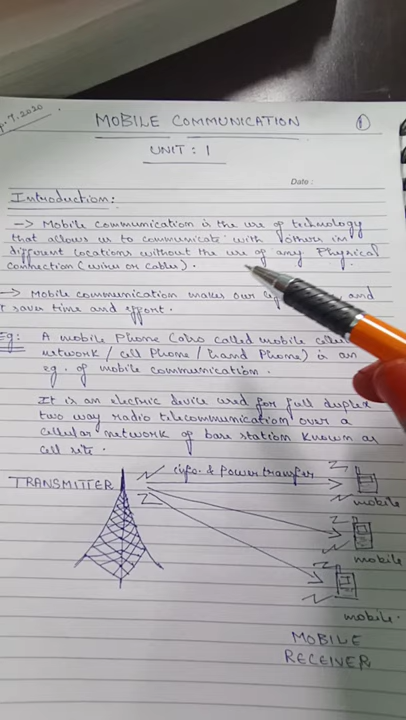 7.2020
MOBILE COMMUNICATION
1
UNIT : 1
Date :
Introduction:
-> Mobile communication is the use of technology
that allows us to communicate with others in
different locations without the use of any Physical
connection (wires or cables).
-> Mobile communication makes our and
saves time and effort.
Eg: A mobile Phone (also called mobile
network / cell Phone / hand Phone) is an
eg. of mobile communication.
It is an electric device used for full duplex
two way radio telecommunication over a
cellular network of base station known as
cell site.
TRANSMITTER
info. & power transfer
mobile
mobile
mobile.
MOBILE
RECEIVER